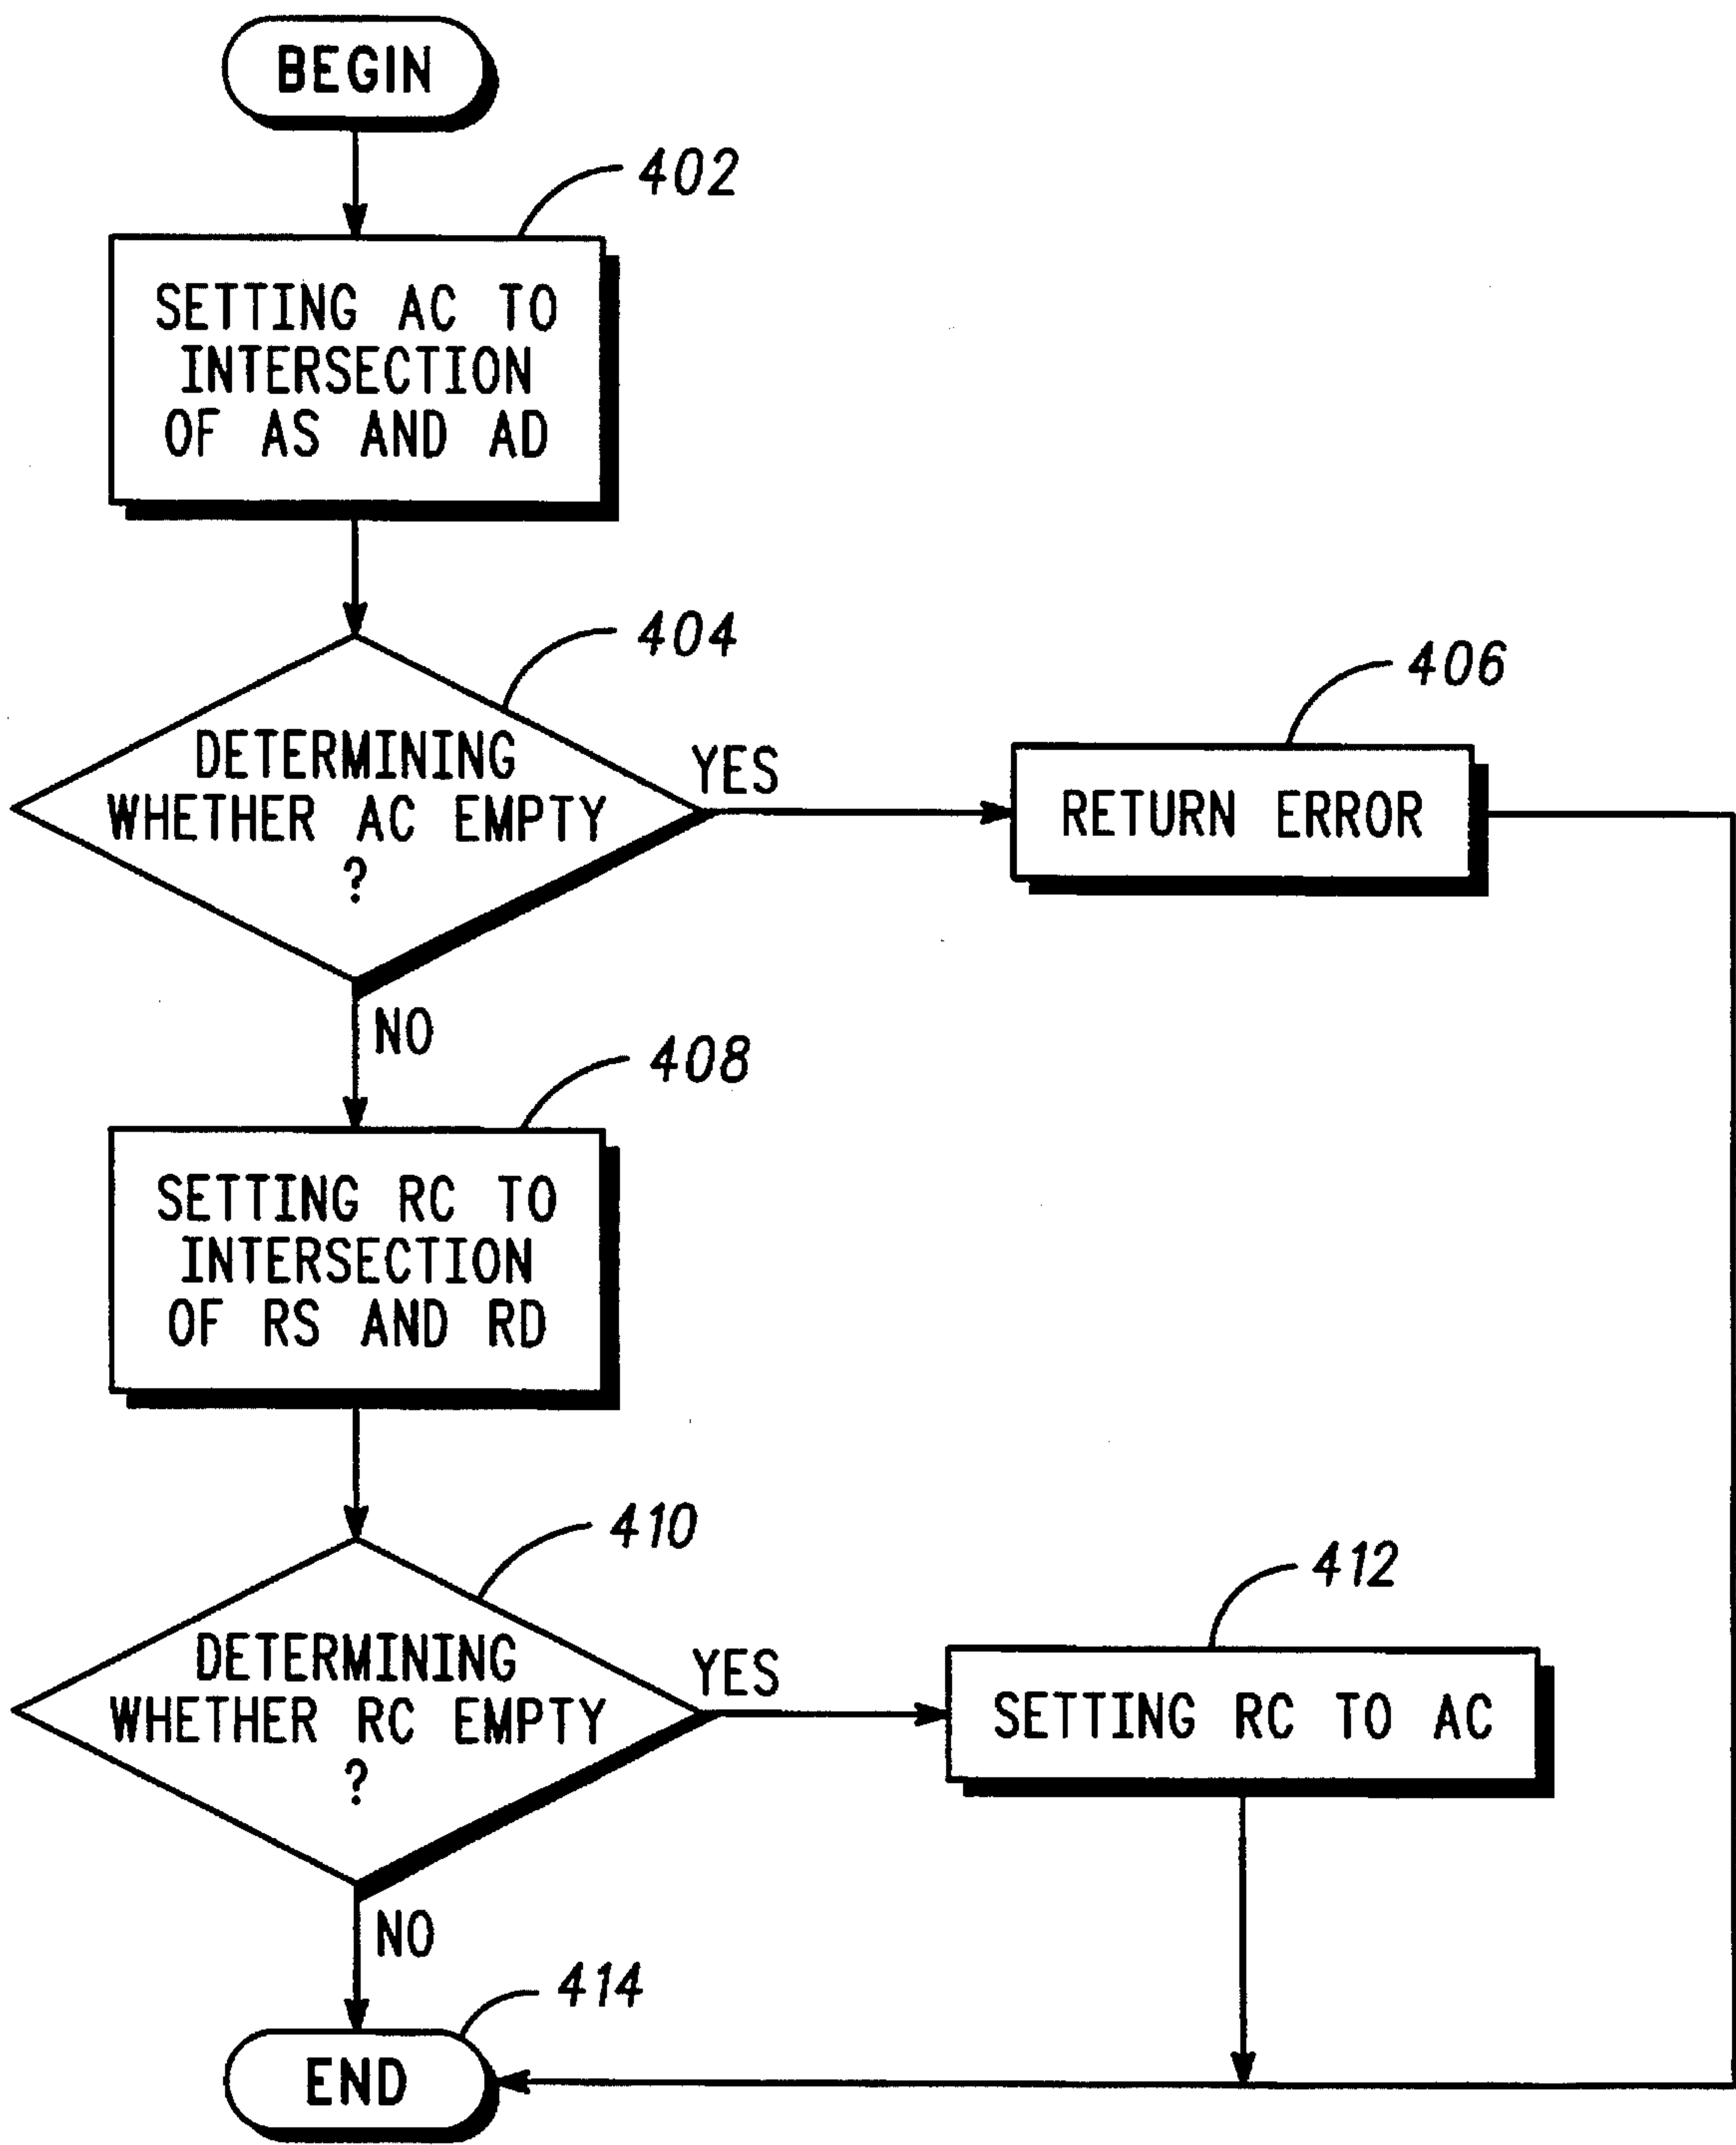 BEGIN
402
SETTING AC TO
INTERSECTION
OF AS AND AD
404
DETERMINING
WHETHER AC EMPTY
?
YES
406
RETURN ERROR
NO
408
SETTING RC TO
INTERSECTION
OF RS AND RD
410
DETERMINING
WHETHER RC EMPTY
?
YES
412
SETTING RC TO AC
NO
414
END